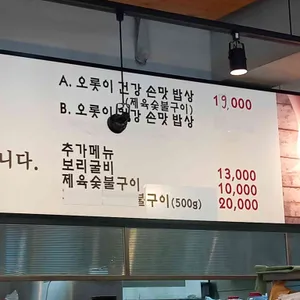 A. 오롯이 건강 손맛 밥상 19,000
(제육숯불구이)
B. 오롯이 건강 손맛 밥상
니다.
추가메뉴
보리굴비 13,000
제육숯불구이 10,000
불구이(500g) 20,000